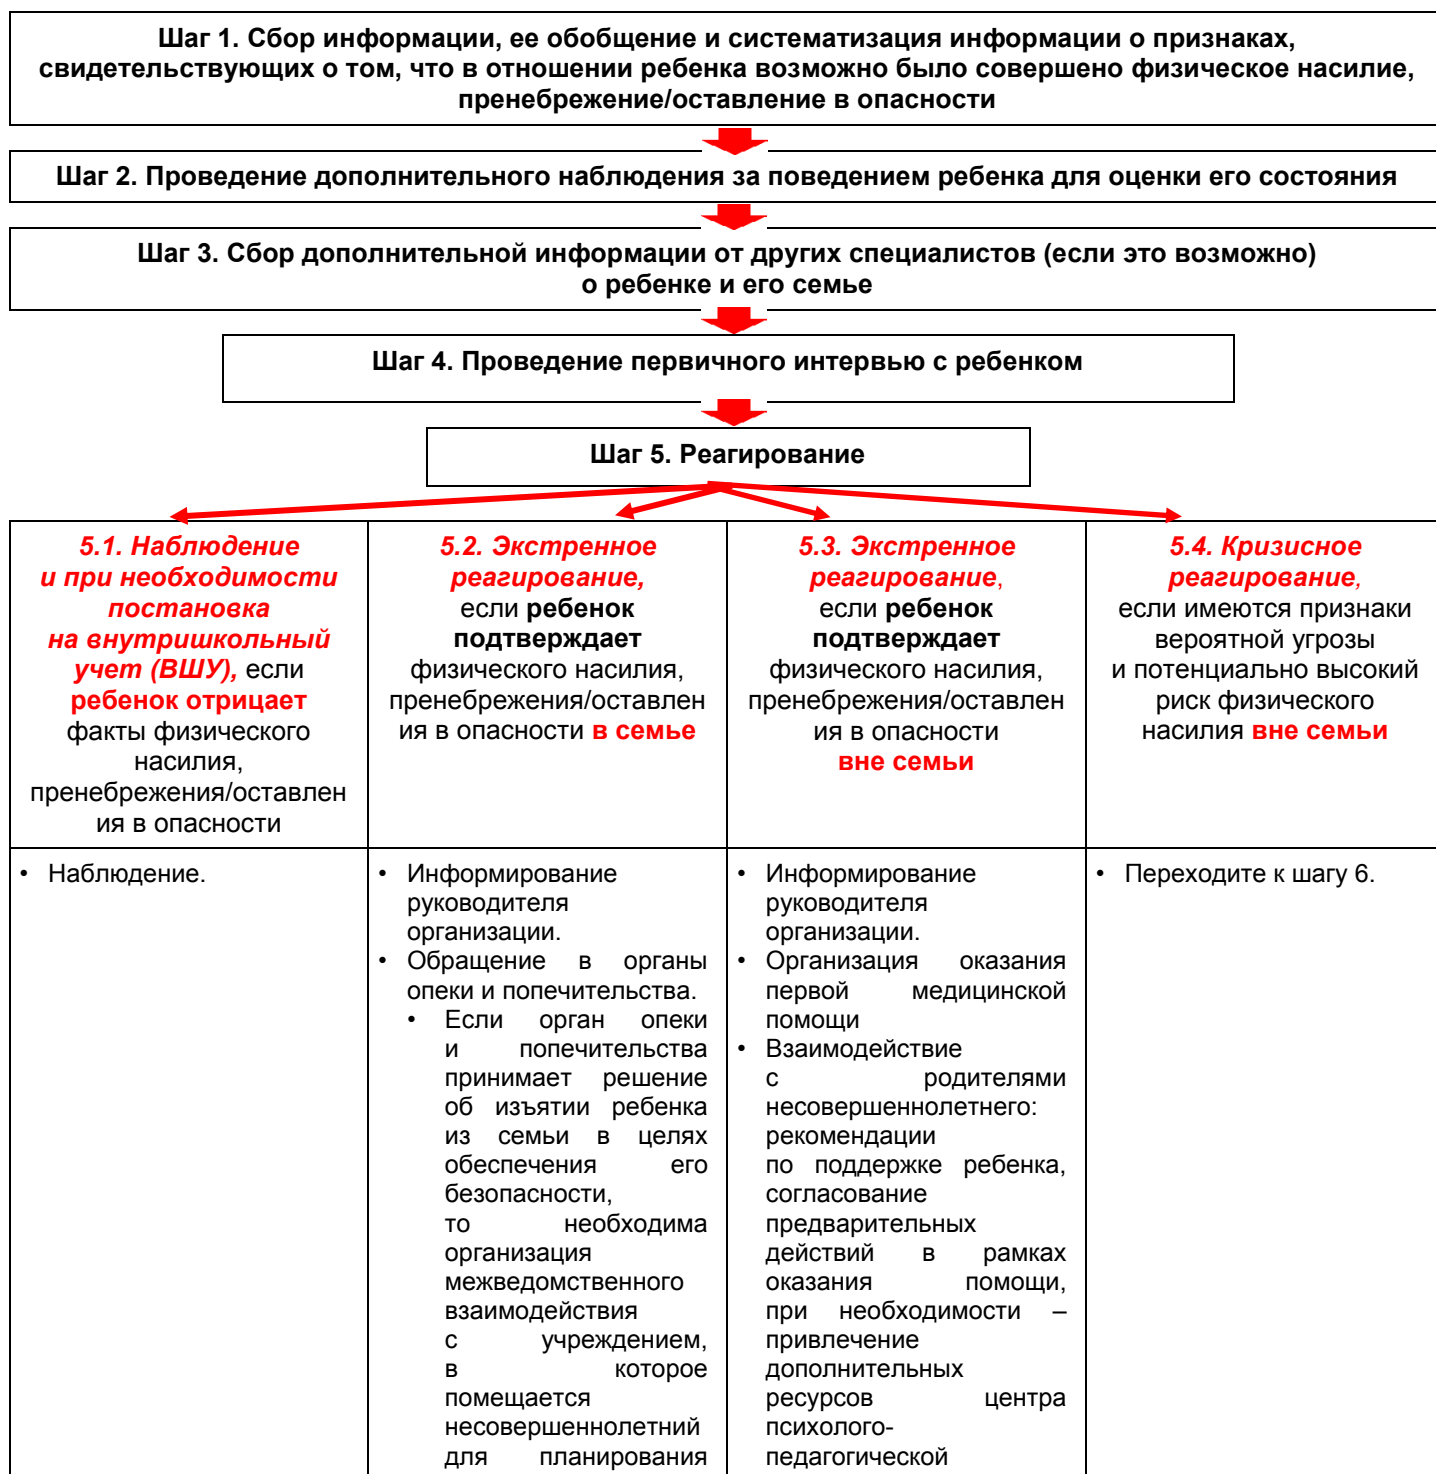 Шаг 1. Сбор информации, ее обобщение и систематизация информации о признаках,
свидетельствующих о том, что в отношении ребенка возможно было совершено физическое насилие,
пренебрежение/оставление в опасности
Шаг 2. Проведение дополнительного наблюдения за поведением ребенка для оценки его состояния
Шаг 3. Сбор дополнительной информации от других специалистов (если это возможно)
о ребенке и его семье
Шаг 4. Проведение первичного интервью с ребенком
Шаг 5. Реагирование
5.1. Наблюдение
и при необходимости
постановка
на внутришкольный
учет (ВШУ), если
ребенок отрицает
факты физического
насилия,
пренебрежения/оставлен
ия в опасности
5.2. Экстренное
реагирование,
если ребенок
подтверждает
физического насилия,
пренебрежения/оставлен
ия в опасности в семье
5.3. Экстренное
реагирование,
если ребенок
подтверждает
физического насилия,
пренебрежения/оставлен
ия в опасности
вне семьи
5.4. Кризисное
реагирование,
если имеются признаки
вероятной угрозы
и потенциально высокий
риск физического
насилия вне семьи
• Наблюдение.
• Информирование
руководителя
организации.
• Обращение в органы
опеки и попечительства.
• Если орган опеки
и попечительства
принимает решение
об изъятии ребенка
из семьи в целях
обеспечения его
безопасности,
то необходима
организация
межведомственного
взаимодействия
с учреждением,
в которое
помещается
несовершеннолетний
для планирования
• Информирование
руководителя
организации.
• Организация оказания
первой медицинской
помощи
• Взаимодействие
с родителями
несовершеннолетнего:
рекомендации
по поддержке ребенка,
согласование
предварительных
действий в рамках
оказания помощи,
при необходимости –
привлечение
дополнительных
ресурсов центра
психолого-
педагогической
• Переходите к шагу 6.